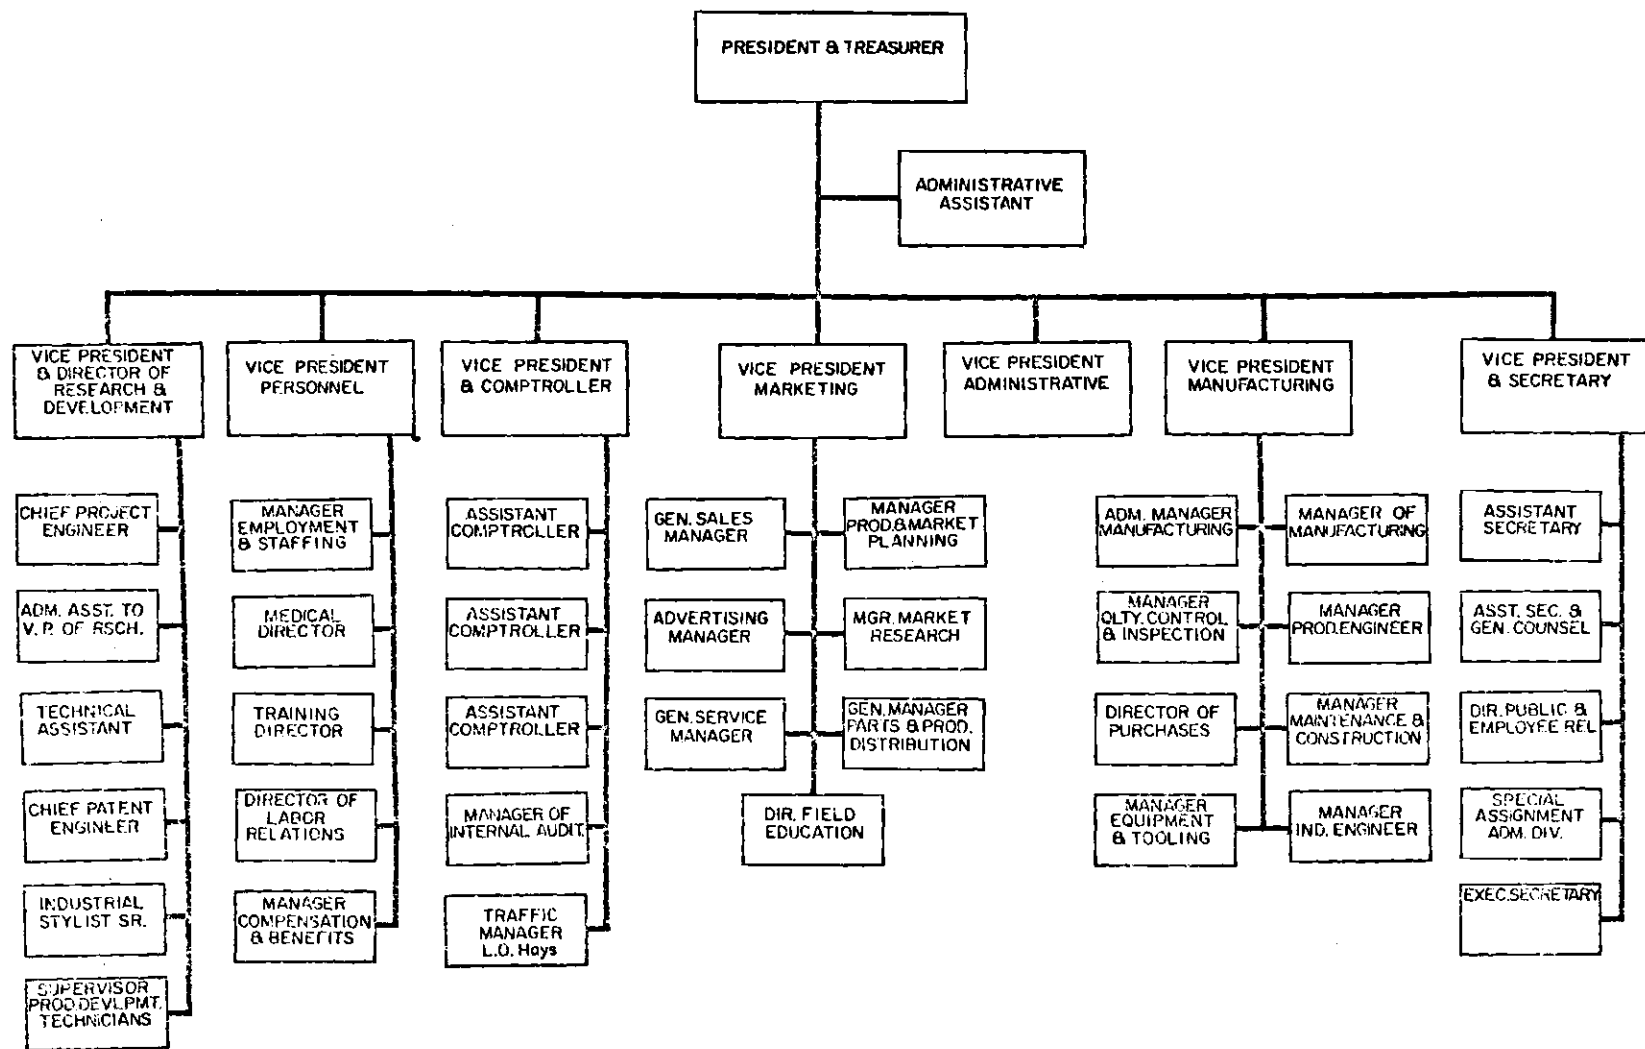 PRESIDENT & TREASURER
ADMINISTRATIVE
ASSISTANT
VICE PRESIDENT
& DIRECTOR OF
RESEARCH &
DEVELOPMENT
VICE PRESIDENT
PERSONNEL
VICE PRESIDENT
& COMPTROLLER
VICE PRESIDENT
MARKETING
VICE PRESIDENT
ADMINISTRATIVE
VICE PRESIDENT
MANUFACTURING
VICE PRESIDENT
& SECRETARY
CHIEF PROJECT
ENGINEER
ADM. ASST. TO
V.P. OF RSCH.
TECHNICAL
ASSISTANT
CHIEF PATENT
ENGINEER
INDUSTRIAL
STYLIST SR.
SUPERVISOR
PROD.DEVLPMT.
TECHNICIANS
MANAGER
EMPLOYMENT
& STAFFING
MEDICAL
DIRECTOR
TRAINING
DIRECTOR
DIRECTOR OF
LABOR
RELATIONS
MANAGER
COMPENSATION
& BENEFITS
ASSISTANT
COMPTROLLER
ASSISTANT
COMPTROLLER
ASSISTANT
COMPTROLLER
MANAGER OF
INTERNAL AUDIT.
TRAFFIC
MANAGER
L.O. Hays
GEN. SALES
MANAGER
MANAGER
PROD.& MARKET
PLANNING
ADVERTISING
MANAGER
MGR. MARKET
RESEARCH
GEN. SERVICE
MANAGER
GEN. MANAGER
PARTS & PROD.
DISTRIBUTION
DIR. FIELD
EDUCATION
ADM. MANAGER
MANUFACTURING
MANAGER OF
MANUFACTURING
MANAGER
QLTY. CONTROL
& INSPECTION
MANAGER
PROD. ENGINEER
DIRECTOR OF
PURCHASES
MANAGER
MAINTENANCE &
CONSTRUCTION
MANAGER
EQUIPMENT
& TOOLING
MANAGER
IND. ENGINEER
ASSISTANT
SECRETARY
ASST. SEC. &
GEN. COUNSEL
DIR. PUBLIC &
EMPLOYEE REL
SPECIAL
ASSIGNMENT
ADM. DIV.
EXEC.SECRETARY